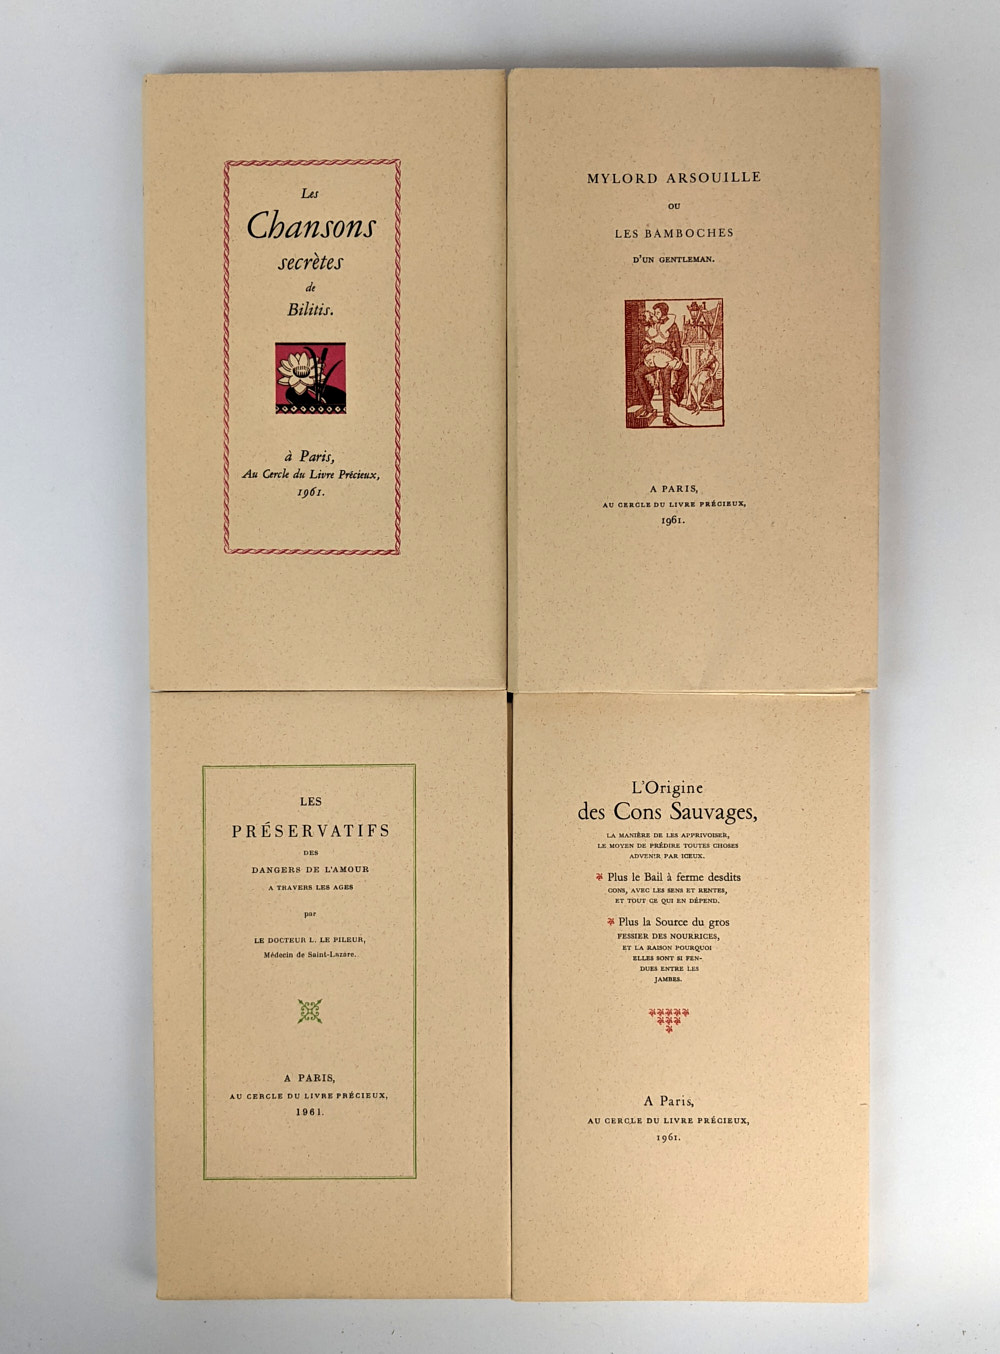 Les
Chansons
secrètes
de
Bilitis.
à Paris,
Au Cercle du Livre Précieux,
1961.
MYLORD ARSOUILLE
OU
LES BAMBOCHES
D'UN GENTLEMAN.
A PARIS,
AU CERCLE DU LIVRE PRÉCIEUX,
1961.
LES
PRÉSERVATIFS
DES
DANGERS DE L'AMOUR
A TRAVERS LES AGES
par
LE DOCTEUR L. LE PILEUR,
Médecin de Saint-Lazare.
A PARIS,
AU CERCLE DU LIVRE PRÉCIEUX,
1961.
L'Origine
des Cons Sauvages,
LA MANIÈRE DE LES APPRIVOISER,
LE MOYEN DE PRÉDIRE TOUTES CHOSES
ADVENIR PAR ICEUX.
Plus le Bail à ferme desdits
CONS, AVEC LES SENS ET RENTES,
ET TOUT CE QUI EN DÉPEND.
Plus la Source du gros
FESSIER DES NOURRICES,
ET LA RAISON POURQUOI
ELLES SONT SI FEN-
DUES ENTRE LES
JAMBES.
A Paris,
AU CERCLE DU LIVRE PRÉCIEUX,
1961.